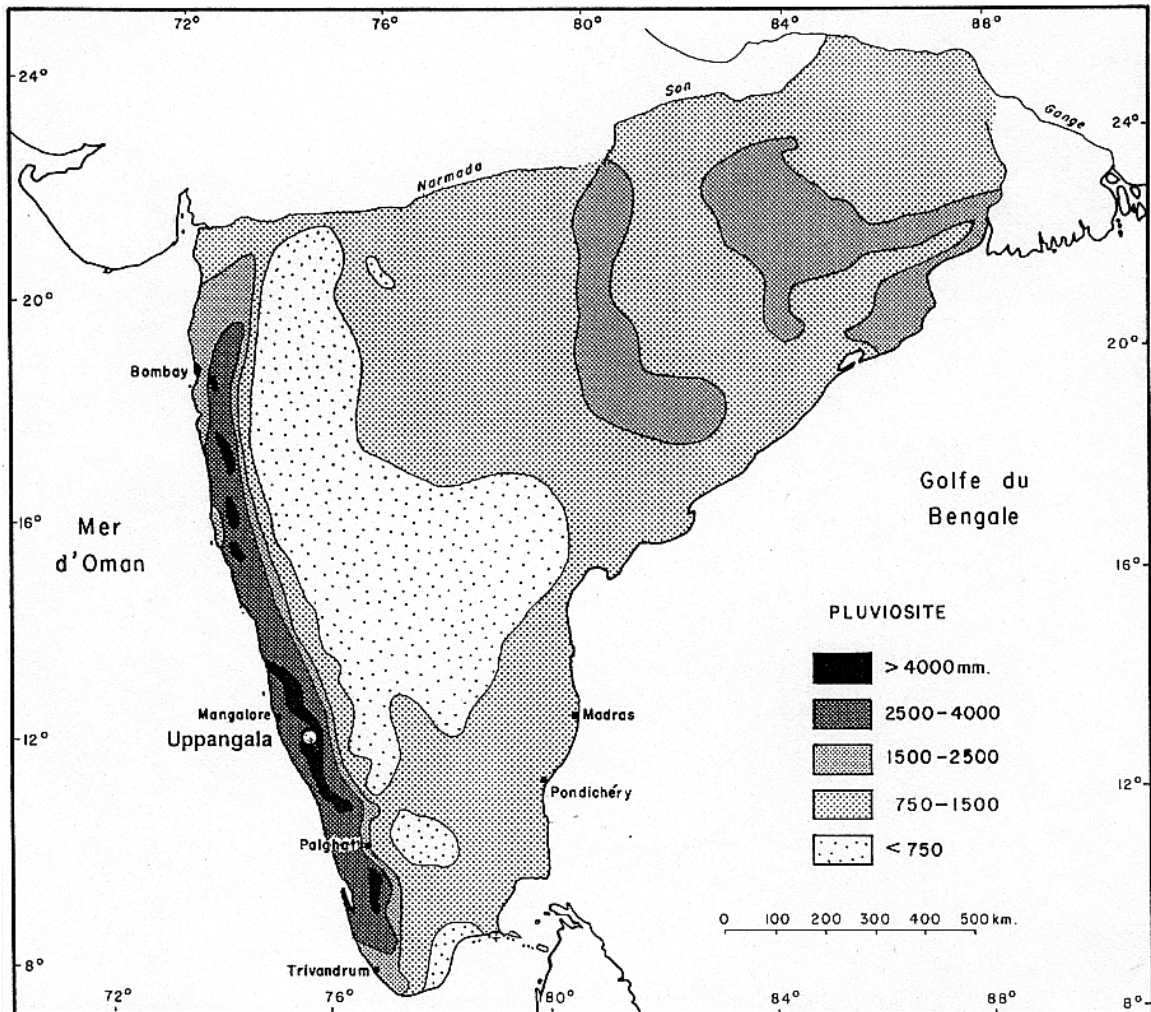 72°
76°
80°
84°
88°
24°
Son
Gange
24°
Narmada
20°
20°
Bombay
Golfe du
Bengale
16°
Mer
d'Oman
16°
PLUVIOSITE
> 4000 mm.
2500-4000
Mangalore
Madras
Uppangala
12°
1500-2500
12°
Pondichéry
750-1500
Palghat
< 750
0 100 200 300 400 500 km.
8°
Trivandrum
72°
76°
80°
84°
88°
8°